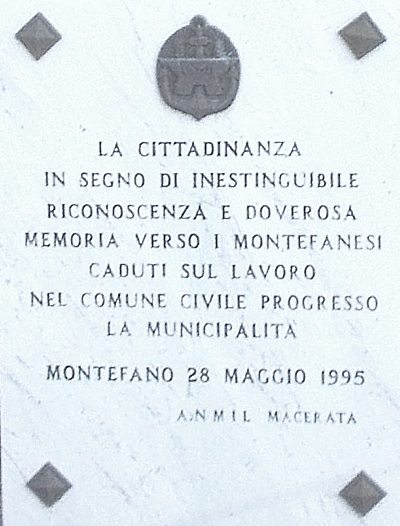 LA CITTADINANZA
IN SEGNO DI INESTINGUIBILE
RICONOSCENZA E DOVEROSA
MEMORIA VERSO I MONTEFANESI
CADUTI SUL LAVORO
NEL COMUNE CIVILE PROGRESSO
LA MUNICIPALITÀ
MONTEFANO 28 MAGGIO 1995
A.N M I L MACERATA